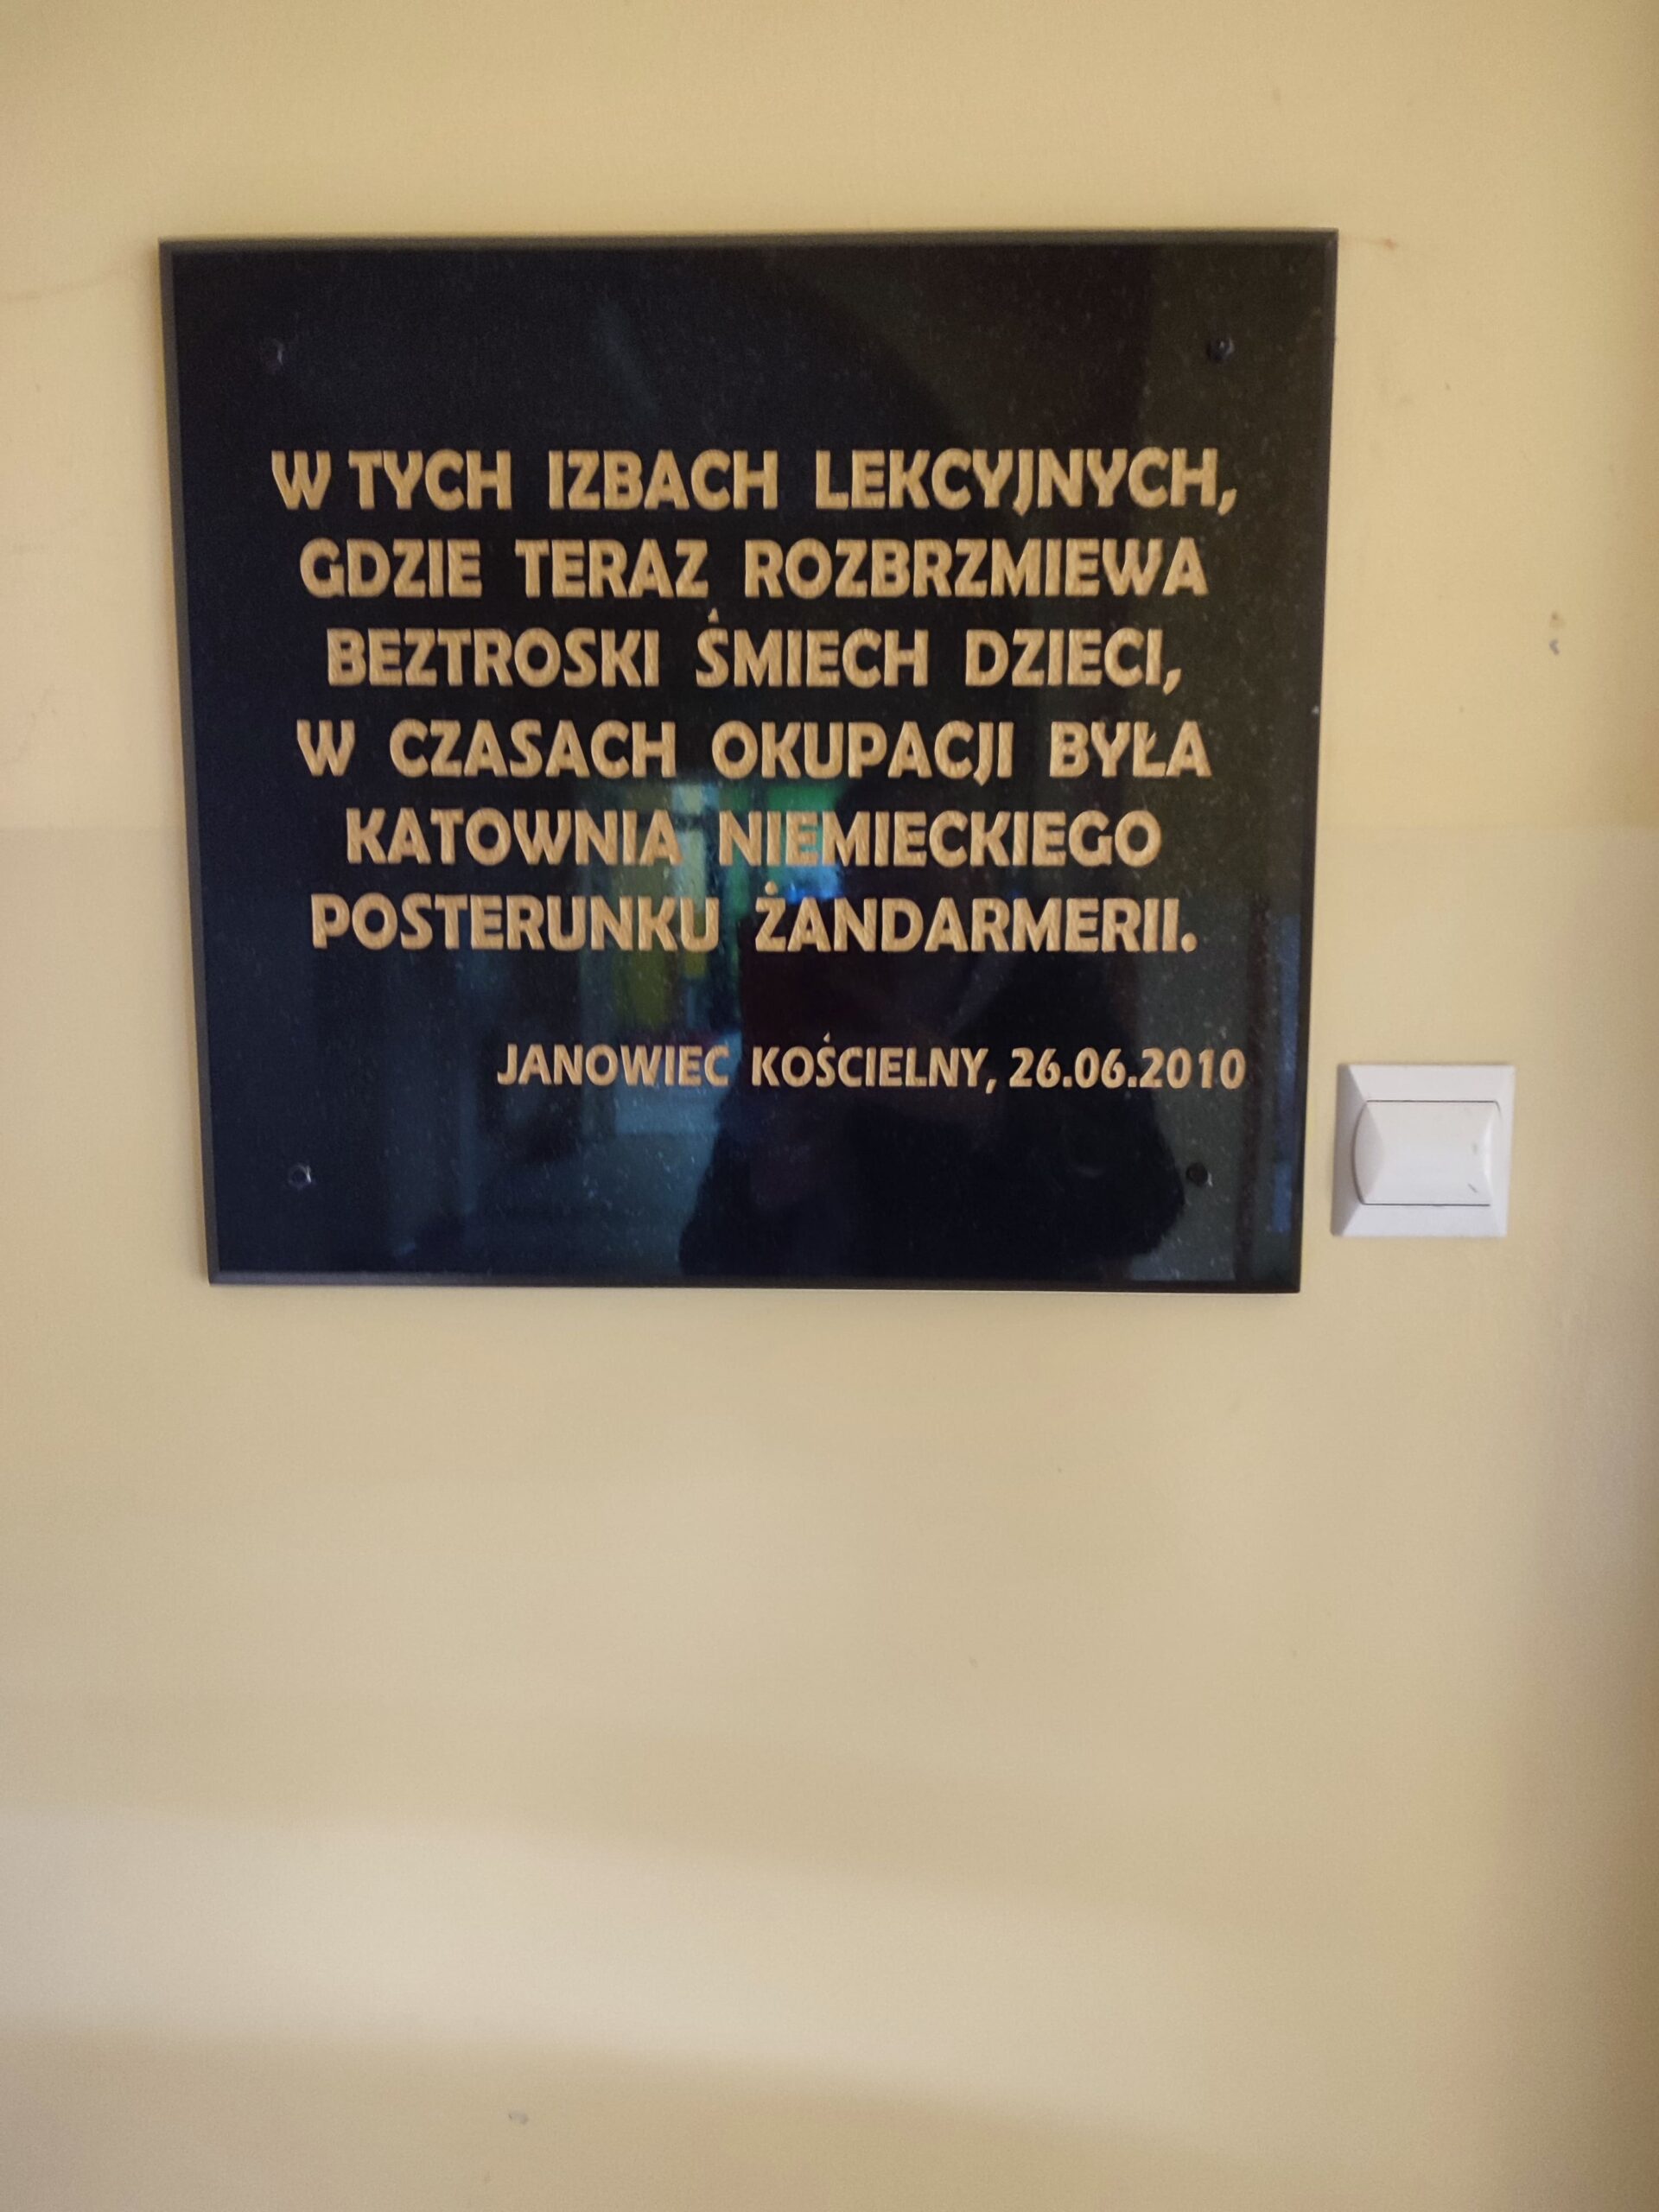 W TYCH IZBACH LEKCYJNYCH,
GDZIE TERAZ ROZBRZMIEWA
BEZTROSKI ŚMIECH DZIECI,
W CZASACH OKUPACJI BYŁA
KATOWNIA NIEMIECKIEGO
POSTERUNKU ŻANDARMERII.
JANOWIEC KOŚCIELNY, 26.06.2010